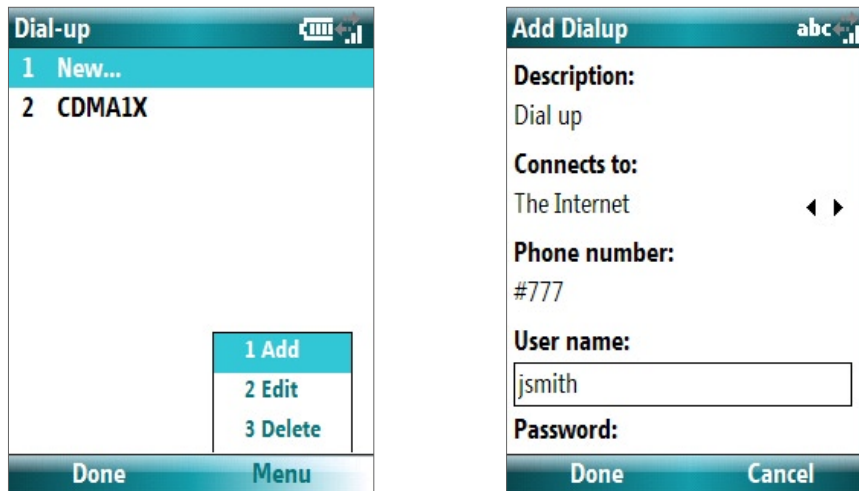 Dial-up
1 New...
2 CDMA1X
1 Add
2 Edit
3 Delete
Done Menu
Add Dialup abc
Description:
Dial up
Connects to:
The Internet
Phone number:
#777
User name:
jsmith
Password:
Done Cancel